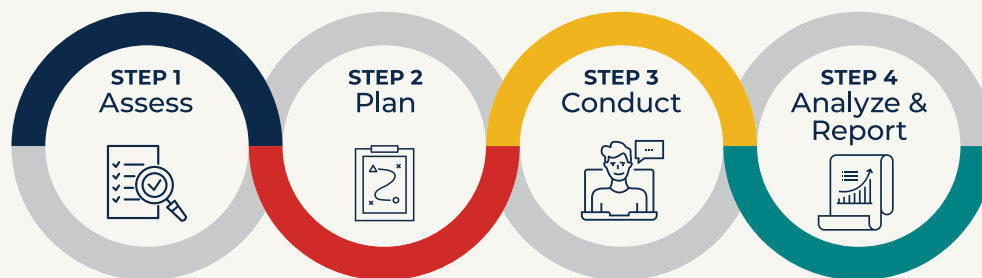 STEP 1
Assess
STEP 2
Plan
STEP 3
Conduct
STEP 4
Analyze &
Report